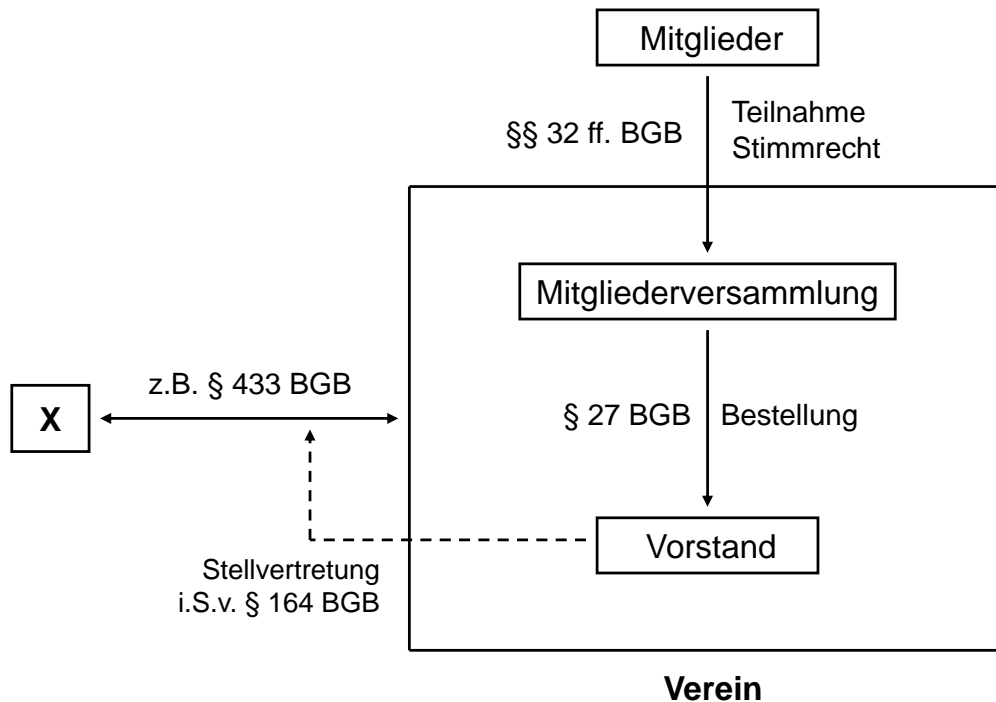 Mitglieder
§§ 32 ff. BGB
Teilnahme
Stimmrecht
Mitgliederversammlung
z.B. § 433 BGB
X
§ 27 BGB
Bestellung
Vorstand
Stellvertretung
i.S.v. § 164 BGB
Verein